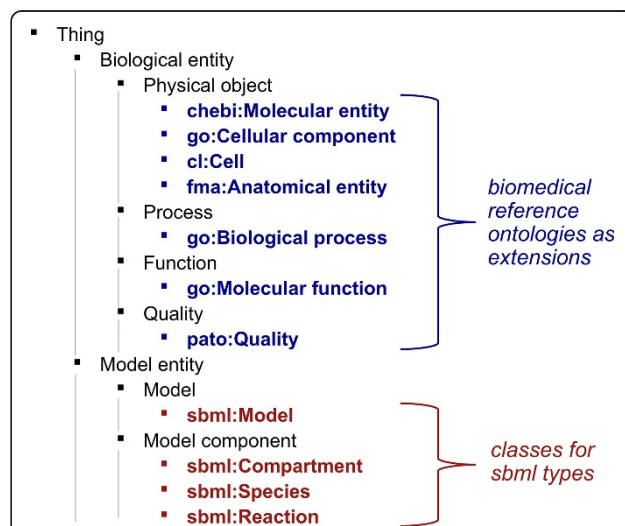 Thing
Biological entity
Physical object
chebi:Molecular entity
go:Cellular component
cl:Cell
fma:Anatomical entity
Process
go:Biological process
Function
go:Molecular function
Quality
pato:Quality
biomedical
reference
ontologies as
extensions
Model entity
Model
sbml:Model
Model component
sbml:Compartment
sbml:Species
sbml:Reaction
classes for
sbml types